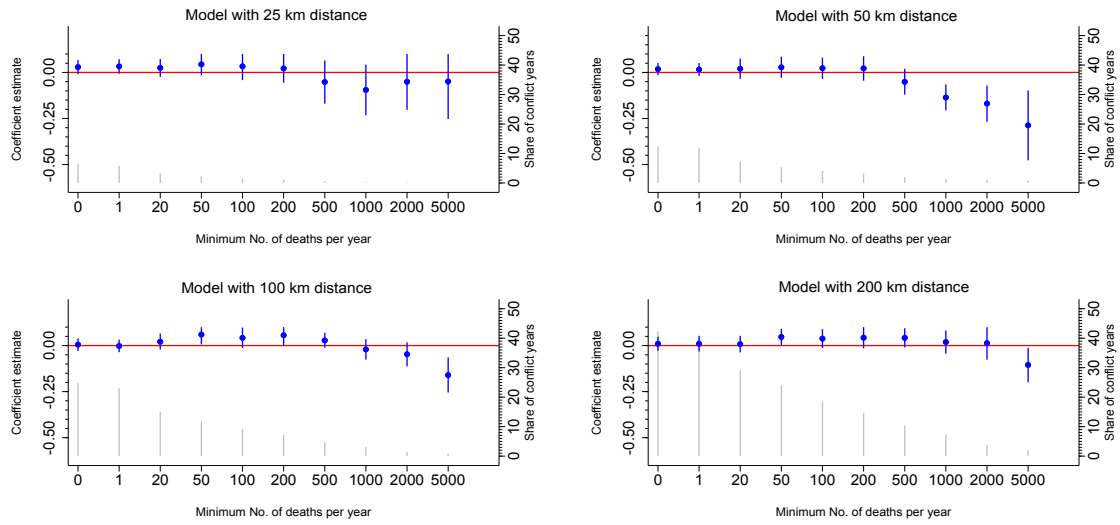 Model with 25 km distance
Coefficient estimate
0.00
-0.25
-0.50
50
40
30
20
10
0
Share of conflict years
0 1 20 50 100 200 500 1000 2000 5000
Minimum No. of deaths per year
Model with 50 km distance
Coefficient estimate
0.00
-0.25
-0.50
50
40
30
20
10
0
Share of conflict years
0 1 20 50 100 200 500 1000 2000 5000
Minimum No. of deaths per year
Model with 100 km distance
Coefficient estimate
0.00
-0.25
-0.50
50
40
30
20
10
0
Share of conflict years
0 1 20 50 100 200 500 1000 2000 5000
Minimum No. of deaths per year
Model with 200 km distance
Coefficient estimate
0.00
-0.25
-0.50
50
40
30
20
10
0
Share of conflict years
0 1 20 50 100 200 500 1000 2000 5000
Minimum No. of deaths per year